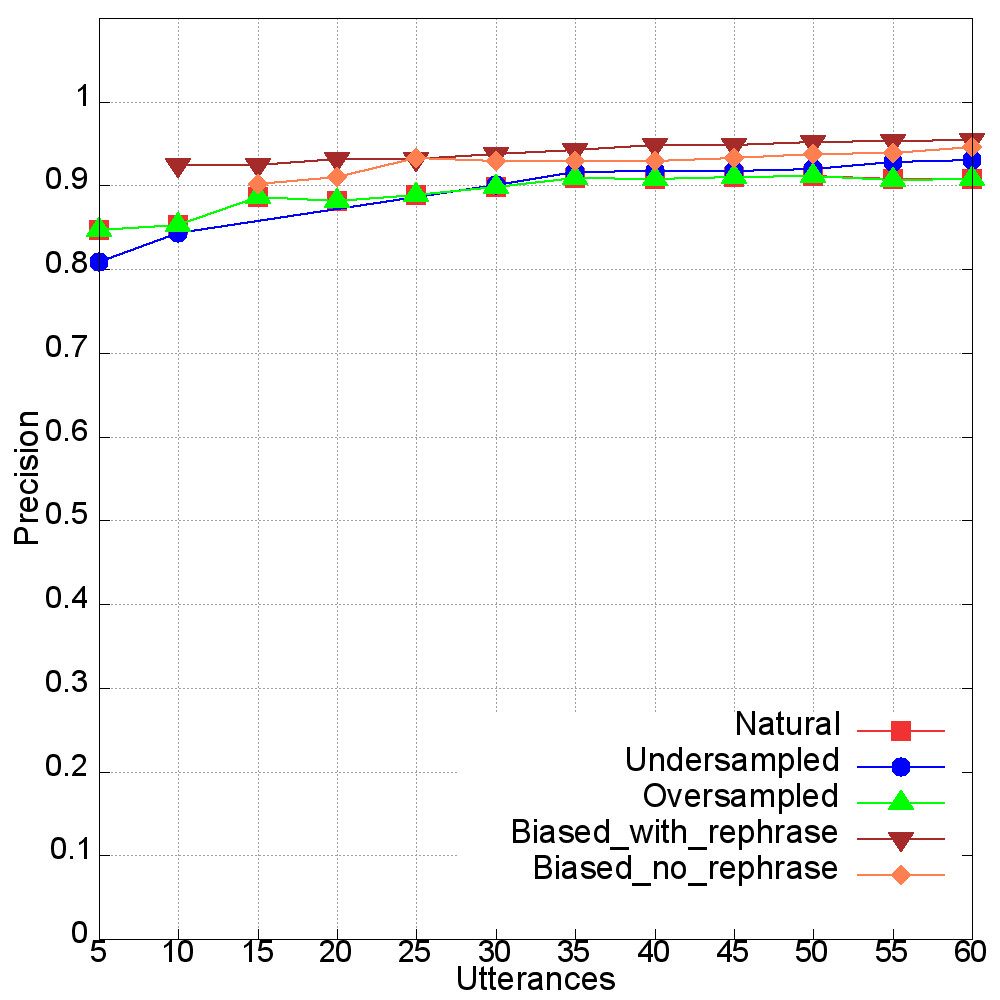 1
0.9
0.8
0.7
0.6
0.5
0.4
0.3
0.2
0.1
0
Precision
Natural
Undersampled
Oversampled
Biased_with_rephrase
Biased_no_rephrase
5 10 15 20 25 30 35 40 45 50 55 60
Utterances